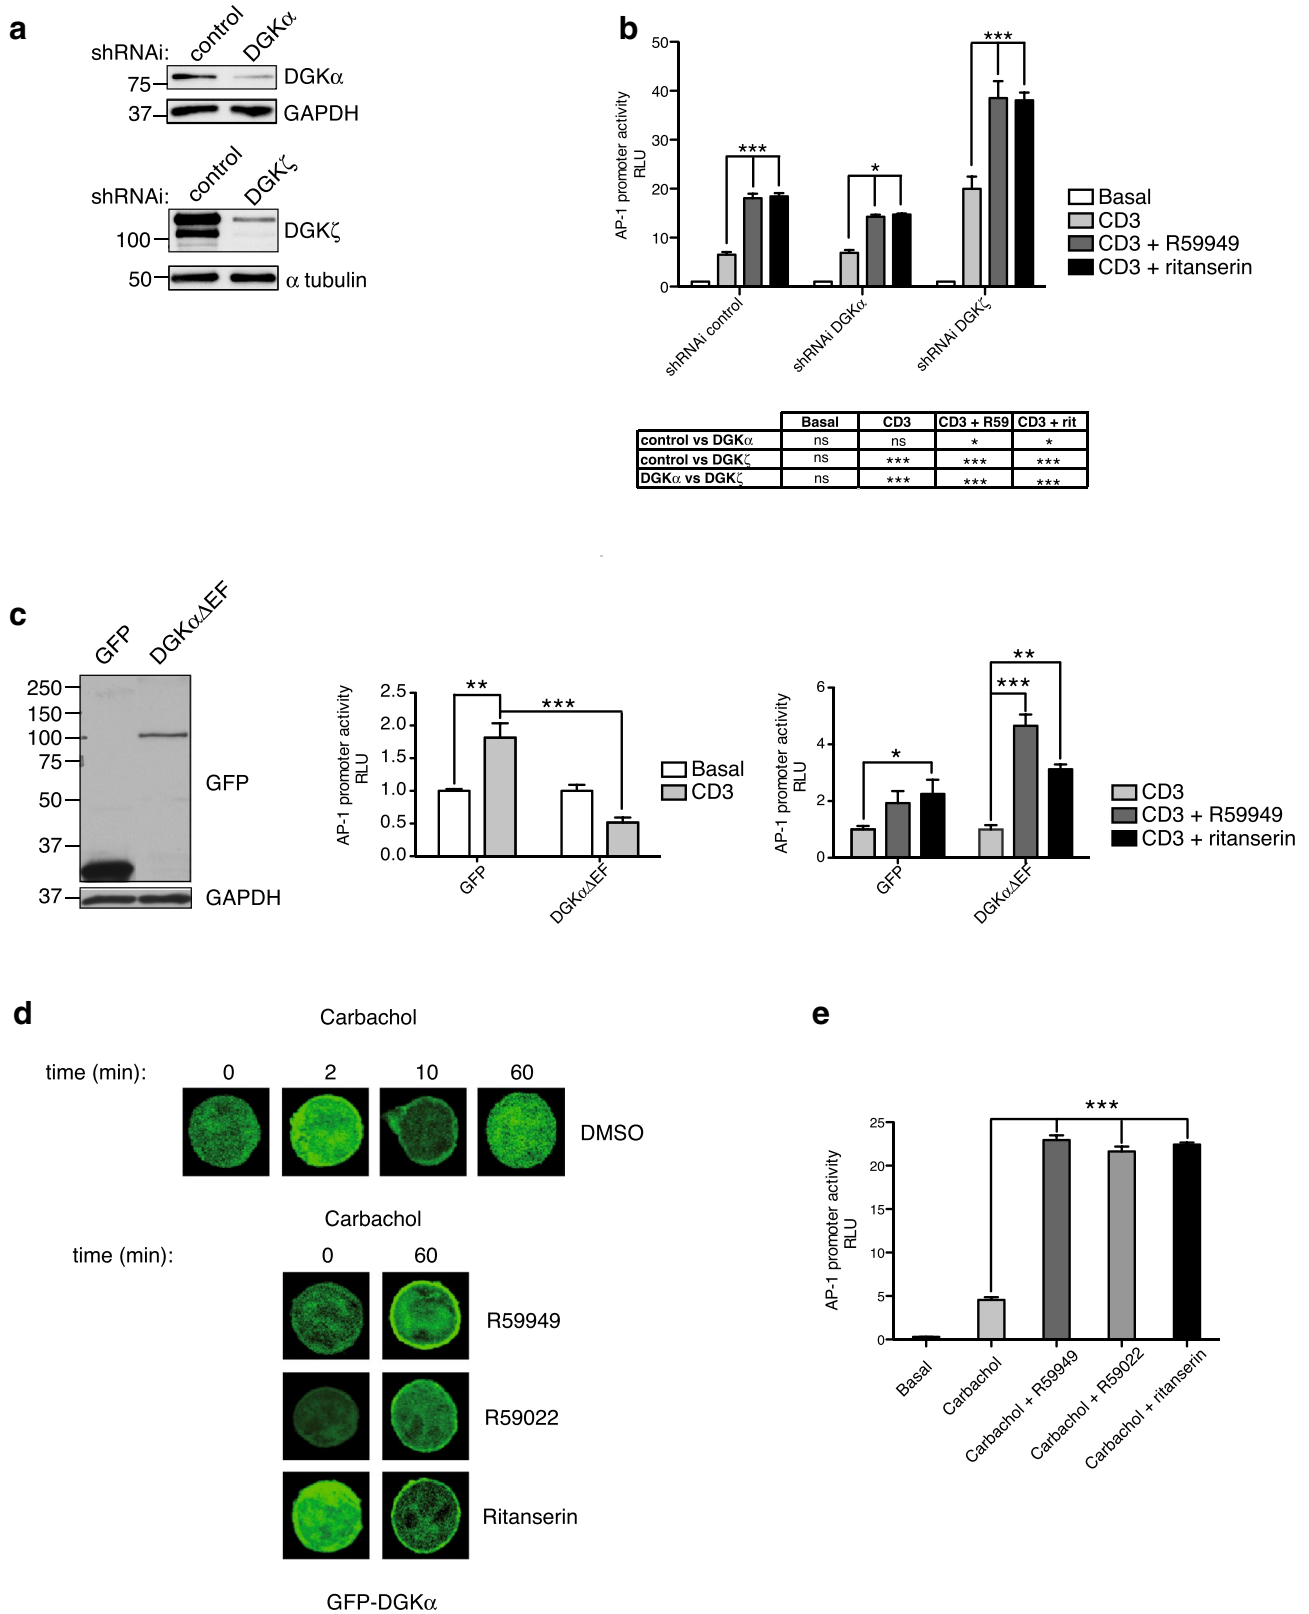 a
shRNAi:
control
DGKα
75
DGKα
37
GAPDH
shRNAi:
control
DGKζ
100
DGKζ
50
α tubulin
b
AP-1 promoter activity
RLU
50
40
30
20
10
0
***
*
***
shRNAi control
shRNAi DGKα
shRNAi DGKζ
Basal
CD3
CD3 + R59949
CD3 + ritanserin
Basal CD3 CD3 + R59 CD3 + rit
control vs DGKα ns ns * *
control vs DGKζ ns *** *** ***
DGKα vs DGKζ ns *** *** ***
c
GFP
DGKαΔEF
250
150
100
75
50
37
GFP
37
GAPDH
AP-1 promoter activity
RLU
2.5
2.0
1.5
1.0
0.5
0.0
**
***
GFP
DGKαΔEF
Basal
CD3
AP-1 promoter activity
RLU
6
4
2
0
*
***
**
GFP
DGKαΔEF
CD3
CD3 + R59949
CD3 + ritanserin
d
Carbachol
time (min): 0 2 10 60
DMSO
Carbachol
time (min): 0 60
R59949
R59022
Ritanserin
GFP-DGKα
e
AP-1 promoter activity
RLU
25
20
15
10
5
0
***
Basal
Carbachol
Carbachol + R59949
Carbachol + R59022
Carbachol + ritanserin